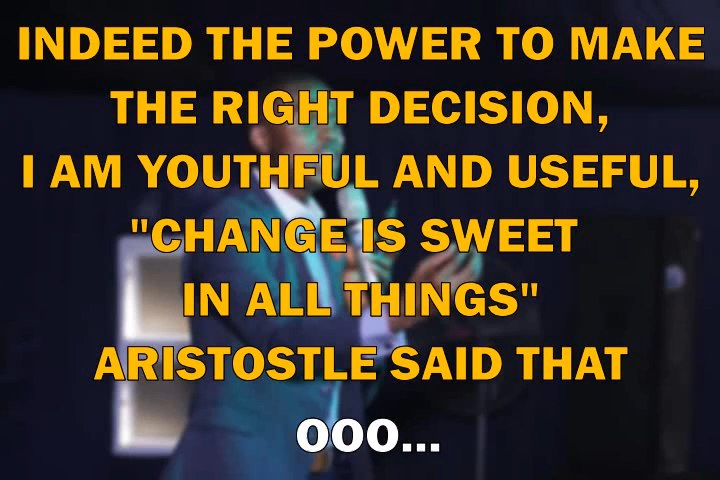 INDEED THE POWER TO MAKE
THE RIGHT DECISION,
I AM YOUTHFUL AND USEFUL,
"CHANGE IS SWEET
IN ALL THINGS"
ARISTOSTLE SAID THAT
OOO...